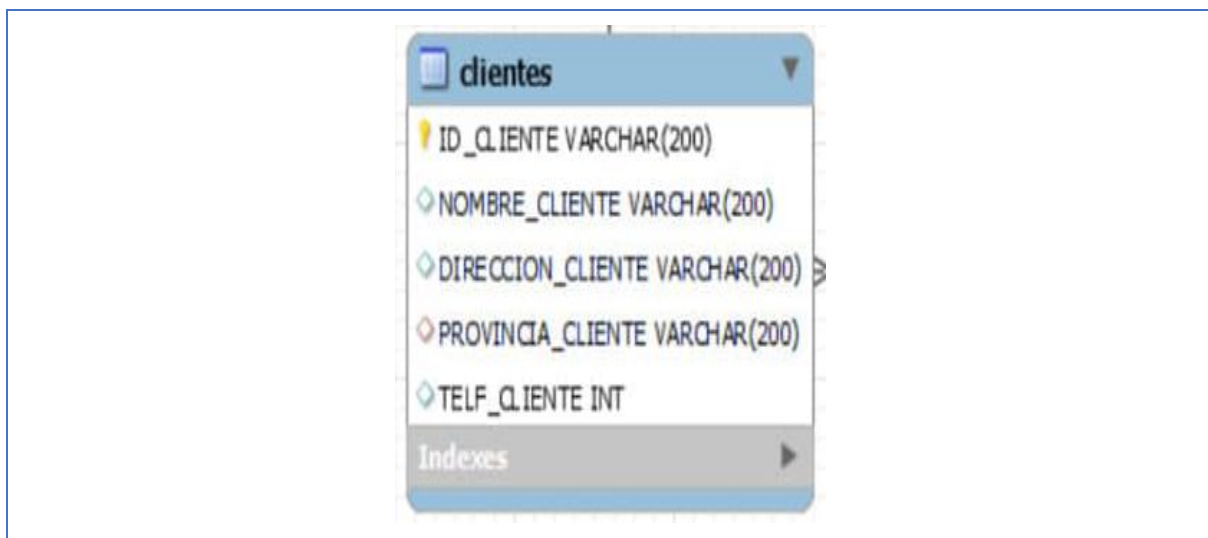 clientes
ID_CLIENTE VARCHAR(200)
NOMBRE_CLIENTE VARCHAR(200)
DIRECCION_CLIENTE VARCHAR(200)
PROVINCIA_CLIENTE VARCHAR(200)
TELF_CLIENTE INT
Indexes